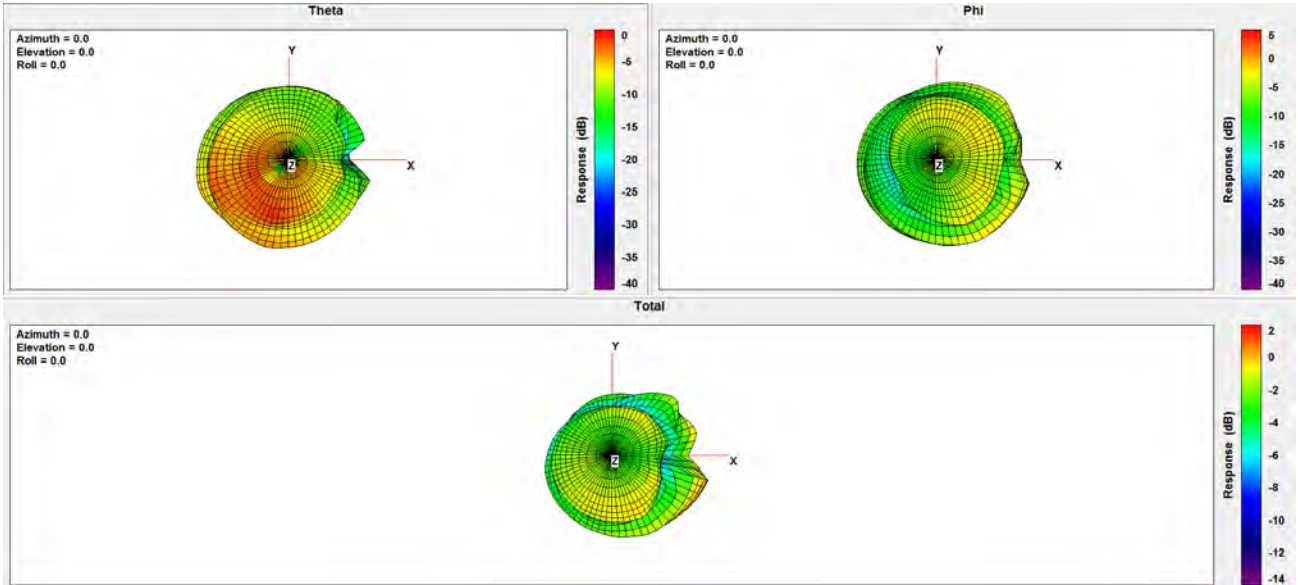 Theta
Azimuth = 0.0
Elevation = 0.0
Roll = 0.0
Y
X
Z
Response (dB)
0
-5
-10
-15
-20
-25
-30
-35
-40
Phi
Azimuth = 0.0
Elevation = 0.0
Roll = 0.0
Y
X
Z
Response (dB)
5
0
-5
-10
-15
-20
-25
-30
-35
-40
Total
Azimuth = 0.0
Elevation = 0.0
Roll = 0.0
Y
X
Z
Response (dB)
2
0
-2
-4
-6
-8
-10
-12
-14